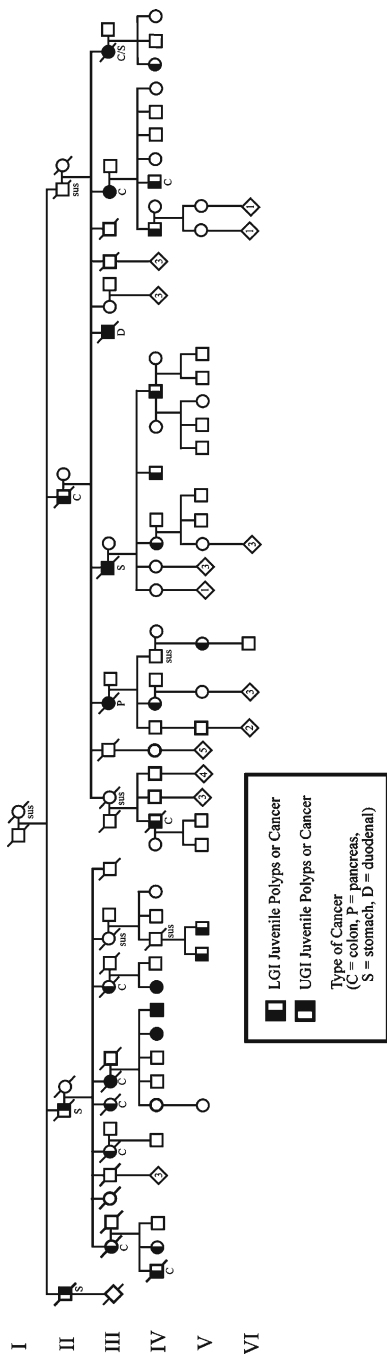 I sus
II S S C sus
III C C C C C sus sus P S D C C/S
IV C 3 sus C sus 3 3 C
V 3 4 5 1 3
VI 2 3 3 1 1
LGI Juvenile Polyps or Cancer
UGI Juvenile Polyps or Cancer
Type of Cancer
(C = colon, P = pancreas,
S = stomach, D = duodenal)